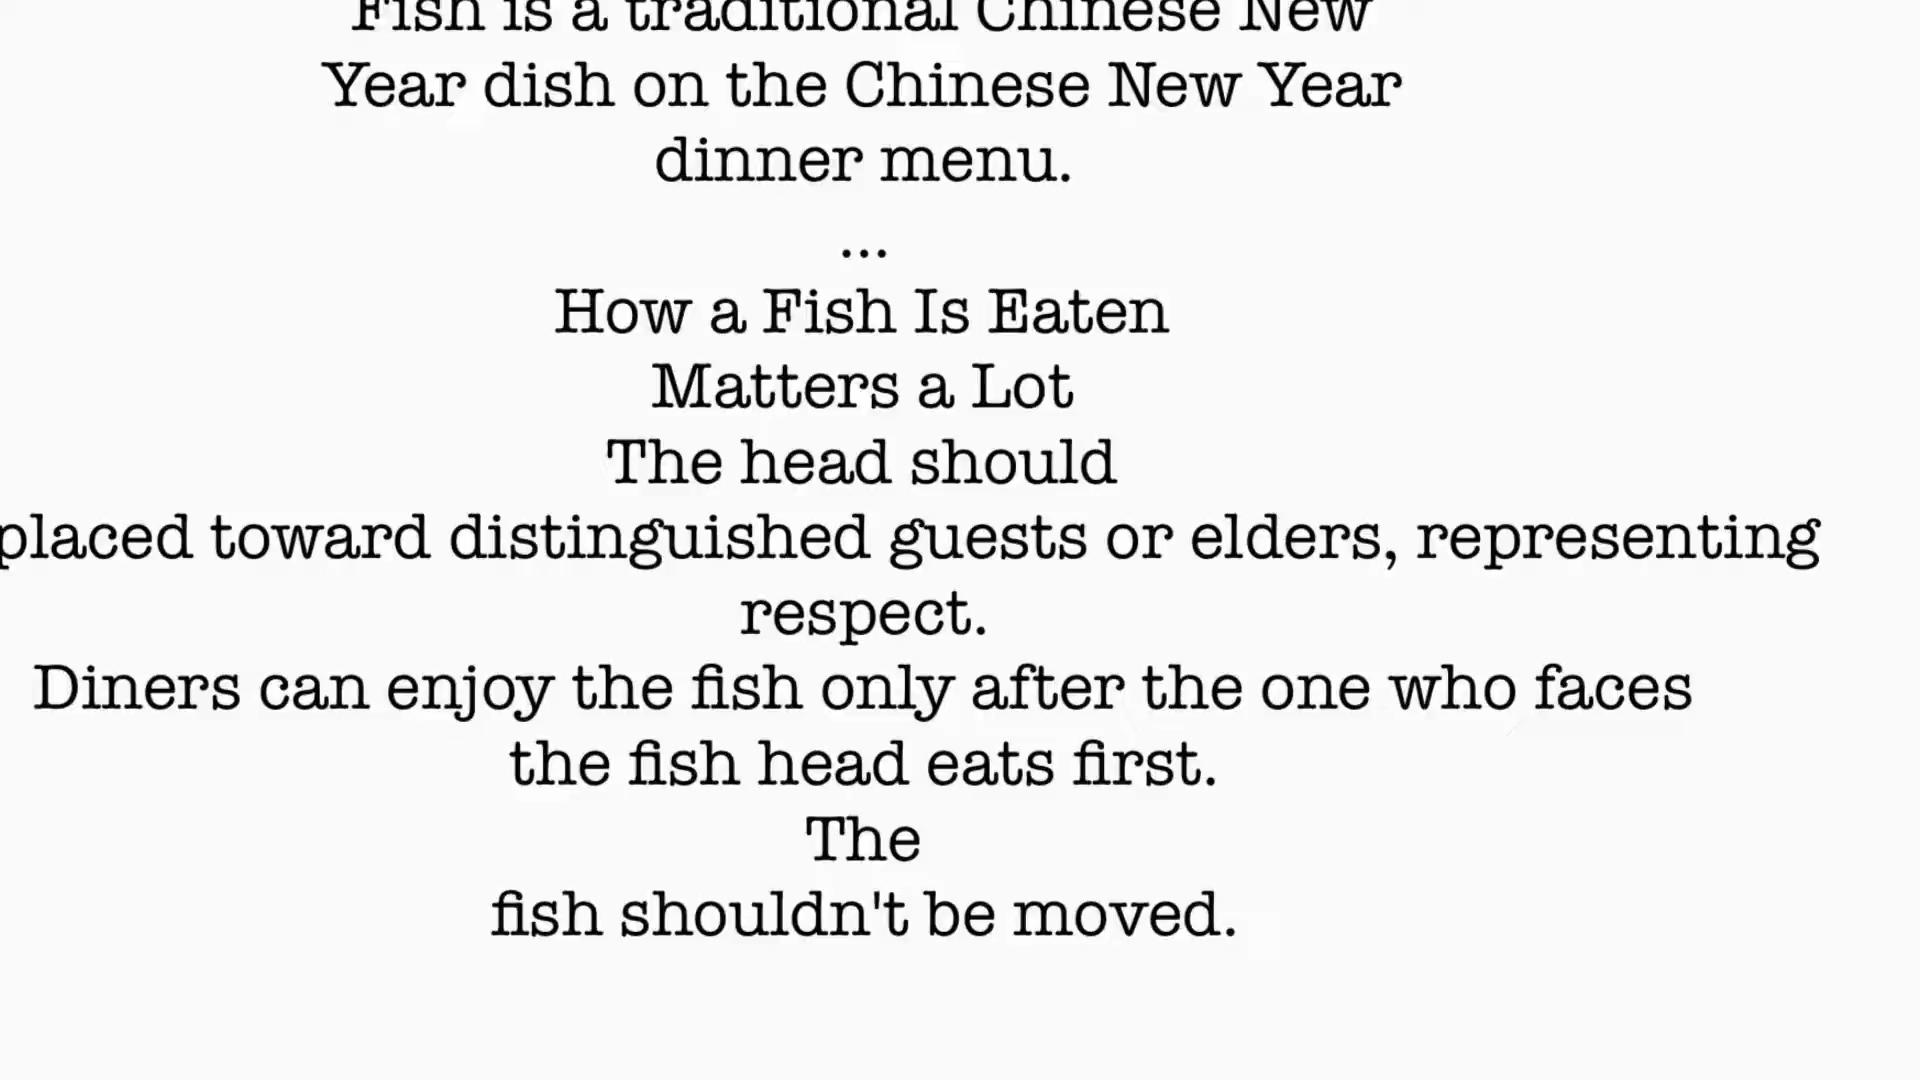 Fish is a traditional Chinese New
Year dish on the Chinese New Year
dinner menu.
...
How a Fish Is Eaten
Matters a Lot
The head should
placed toward distinguished guests or elders, representing
respect.
Diners can enjoy the fish only after the one who faces
the fish head eats first.
The
fish shouldn't be moved.